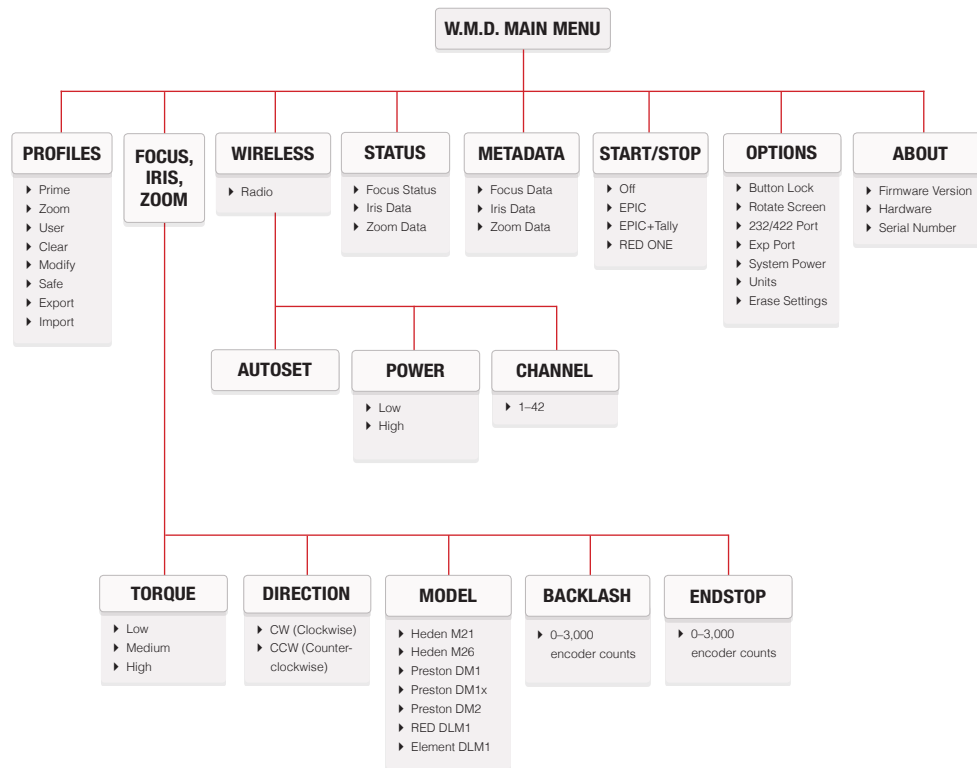 W.M.D. MAIN MENU
PROFILES
Prime
Zoom
User
Clear
Modify
Safe
Export
Import
FOCUS,
IRIS,
ZOOM
WIRELESS
Radio
STATUS
Focus Status
Iris Data
Zoom Data
METADATA
Focus Data
Iris Data
Zoom Data
START/STOP
Off
EPIC
EPIC+Tally
RED ONE
OPTIONS
Button Lock
Rotate Screen
232/422 Port
Exp Port
System Power
Units
Erase Settings
ABOUT
Firmware Version
Hardware
Serial Number
AUTOSET
POWER
Low
High
CHANNEL
1–42
TORQUE
Low
Medium
High
DIRECTION
CW (Clockwise)
CCW (Counter-
clockwise)
MODEL
Heden M21
Heden M26
Preston DM1
Preston DM1x
Preston DM2
RED DLM1
Element DLM1
BACKLASH
0–3,000
encoder counts
ENDSTOP
0–3,000
encoder counts